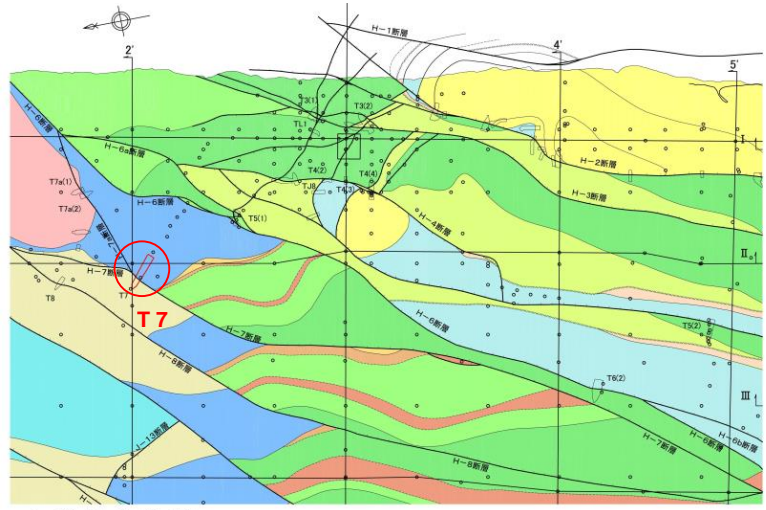 H-1断層
4'
2'
5'
T3(1)
T3(2)
H-6断層
TL1
I
H-6a断層
H-2断層
T4(2)
T4(4)
T7a(1)
TJ8
T4(3)
H-3断層
H-6断層
T7a(2)
T5(1)
H-4断層
II
H-7断層
T8
T7
T7
H-6断層
T5(2)
H-7断層
H-8断層
T6(2)
III
J-13断層
H-7断層
H-6断層
H-6b断層
H-8断層